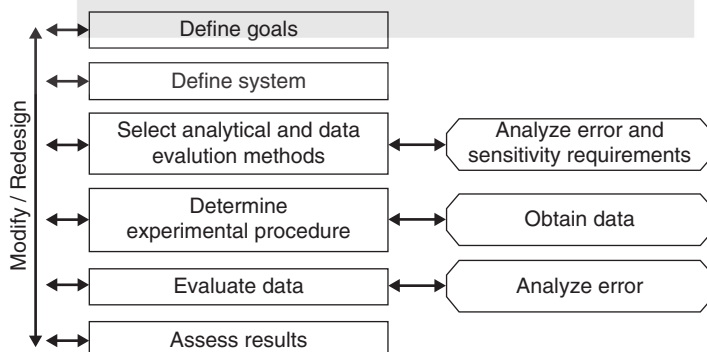 Define goals
Define system
Select analytical and data
evalution methods
Analyze error and
sensitivity requirements
Determine
experimental procedure
Obtain data
Evaluate data
Analyze error
Assess results
Modify / Redesign